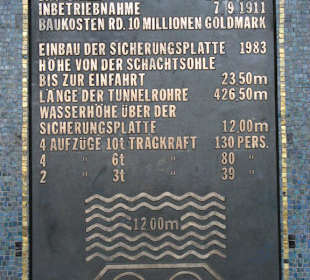 INBETRIEBNAHME 7 9 1911
BAUKOSTEN RD. 10 MILLIONEN GOLDMARK
EINBAU DER SICHERUNGSPLATTE 1983
HÖHE VON DER SCHACHTSOHLE
BIS ZUR EINFAHRT 23,50m
LÄNGE DER TUNNELROHRE 426,50m
WASSERHÖHE ÜBER DER
SICHERUNGSPLATTE 12,00m
4 AUFZÜGE 10t TRAGKRAFT 130 PERS.
4 " 6t " 80 "
2 " 3t " 39 "
12,00m